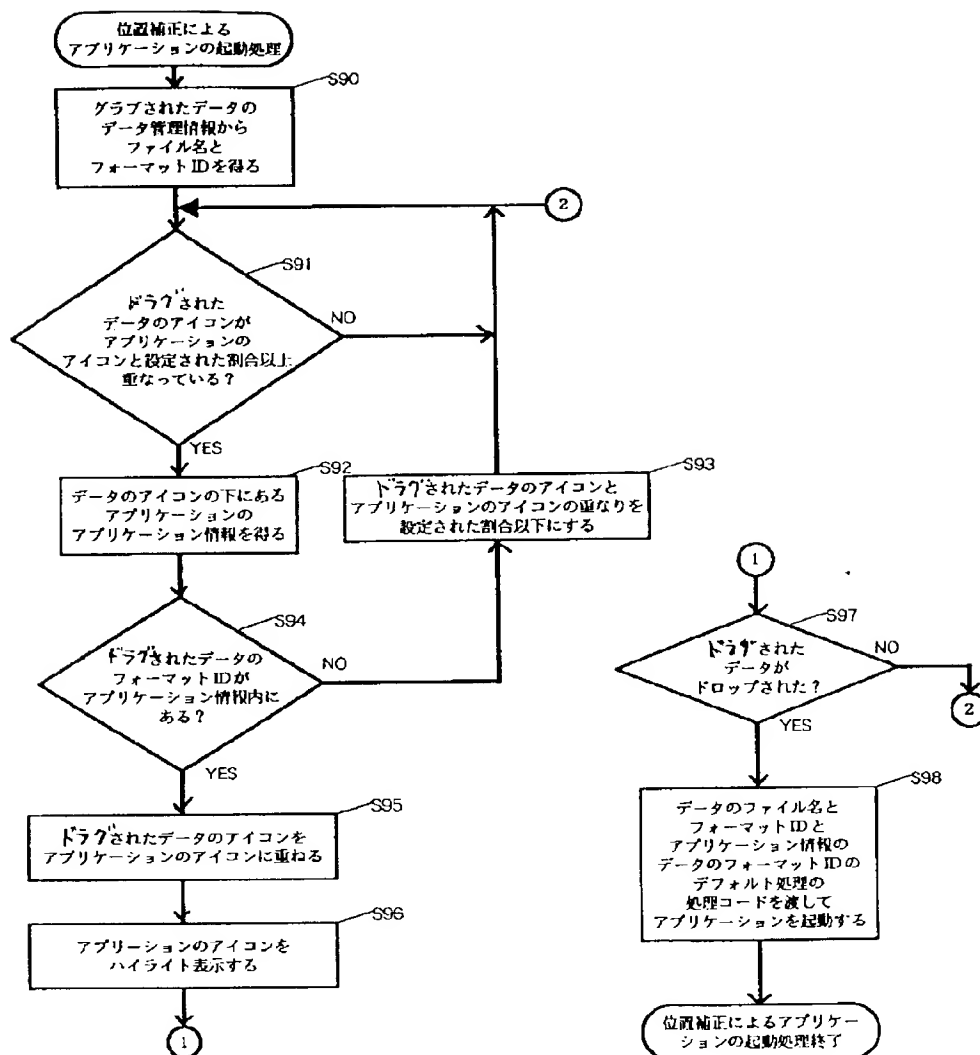 位置補正による
アプリケーションの起動処理
S90
グラブされたデータの
データ管理情報から
ファイル名と
フォーマットIDを得る
2
S91
ドラグされた
データのアイコンが
アプリケーションの
アイコンと設定された割合以上
重なっている？
NO
YES
S92
データのアイコンの下にある
アプリケーションの
アプリケーション情報を得る
S93
ドラグされたデータのアイコンと
アプリケーションのアイコンの重なりを
設定された割合以下にする
S94
ドラグされたデータの
フォーマットIDが
アプリケーション情報内に
ある？
NO
YES
S95
ドラグされたデータのアイコンを
アプリケーションのアイコンに重ねる
S96
アプリーションのアイコンを
ハイライト表示する
1
1
S97
ドラグされた
データが
ドロップされた？
NO
2
YES
S98
データのファイル名と
フォーマットIDと
アプリケーション情報の
データのフォーマットIDの
デフォルト処理の
処理コードを渡して
アプリケーションを起動する
位置補正によるアプリケー
ションの起動処理終了